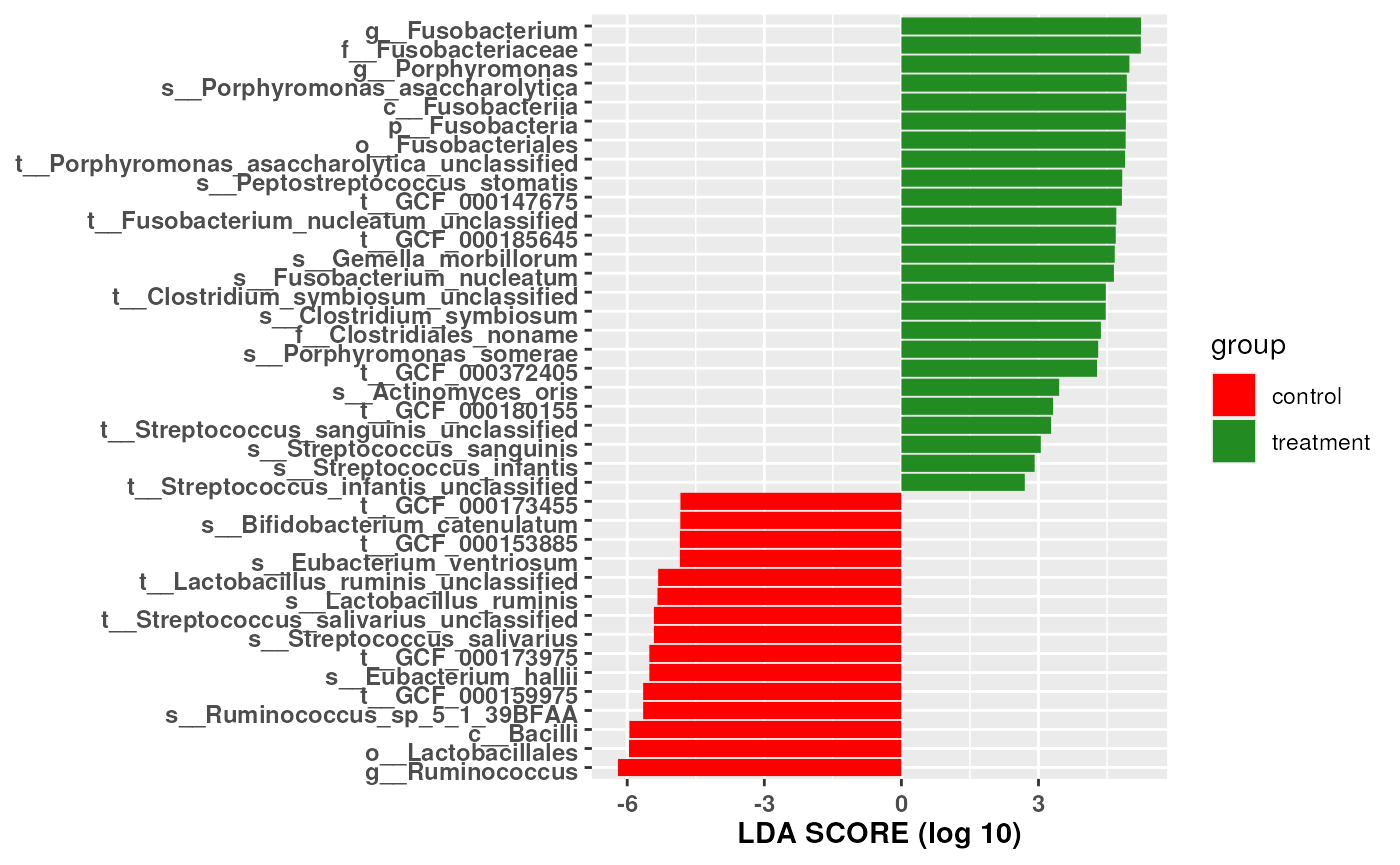 g__Fusobacterium
f__Fusobacteriaceae
g__Porphyromonas
s__Porphyromonas_asaccharolytica
c__Fusobacteriia
p__Fusobacteria
o__Fusobacteriales
t__Porphyromonas_asaccharolytica_unclassified
s__Peptostreptococcus_stomatis
t__GCF_000147675
t__Fusobacterium_nucleatum_unclassified
t__GCF_000185645
s__Gemella_morbillorum
s__Fusobacterium_nucleatum
t__Clostridium_symbiosum_unclassified
s__Clostridium_symbiosum
f__Clostridiales_noname
s__Porphyromonas_somerae
t__GCF_000372405
s__Actinomyces_oris
t__GCF_000180155
t__Streptococcus_sanguinis_unclassified
s__Streptococcus_sanguinis
s__Streptococcus_infantis
t__Streptococcus_infantis_unclassified
t__GCF_000173455
s__Bifidobacterium_catenulatum
t__GCF_000153885
s__Eubacterium_ventriosum
t__Lactobacillus_ruminis_unclassified
s__Lactobacillus_ruminis
t__Streptococcus_salivarius_unclassified
s__Streptococcus_salivarius
t__GCF_000173975
s__Eubacterium_hallii
t__GCF_000159975
s__Ruminococcus_sp_5_1_39BFAA
c__Bacilli
o__Lactobacillales
g__Ruminococcus
-6 -3 0 3
LDA SCORE (log 10)
group
control
treatment